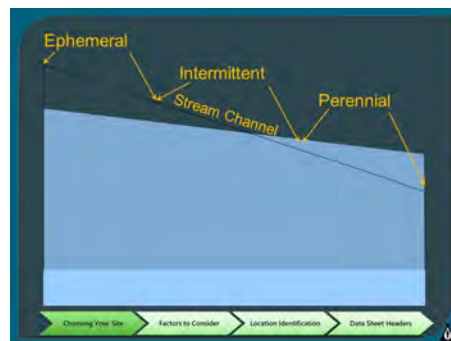 Ephemeral
Intermittent
Stream Channel
Perennial
Choosing Your Site
Factors to Consider
Location Identification
Data Sheet Headers